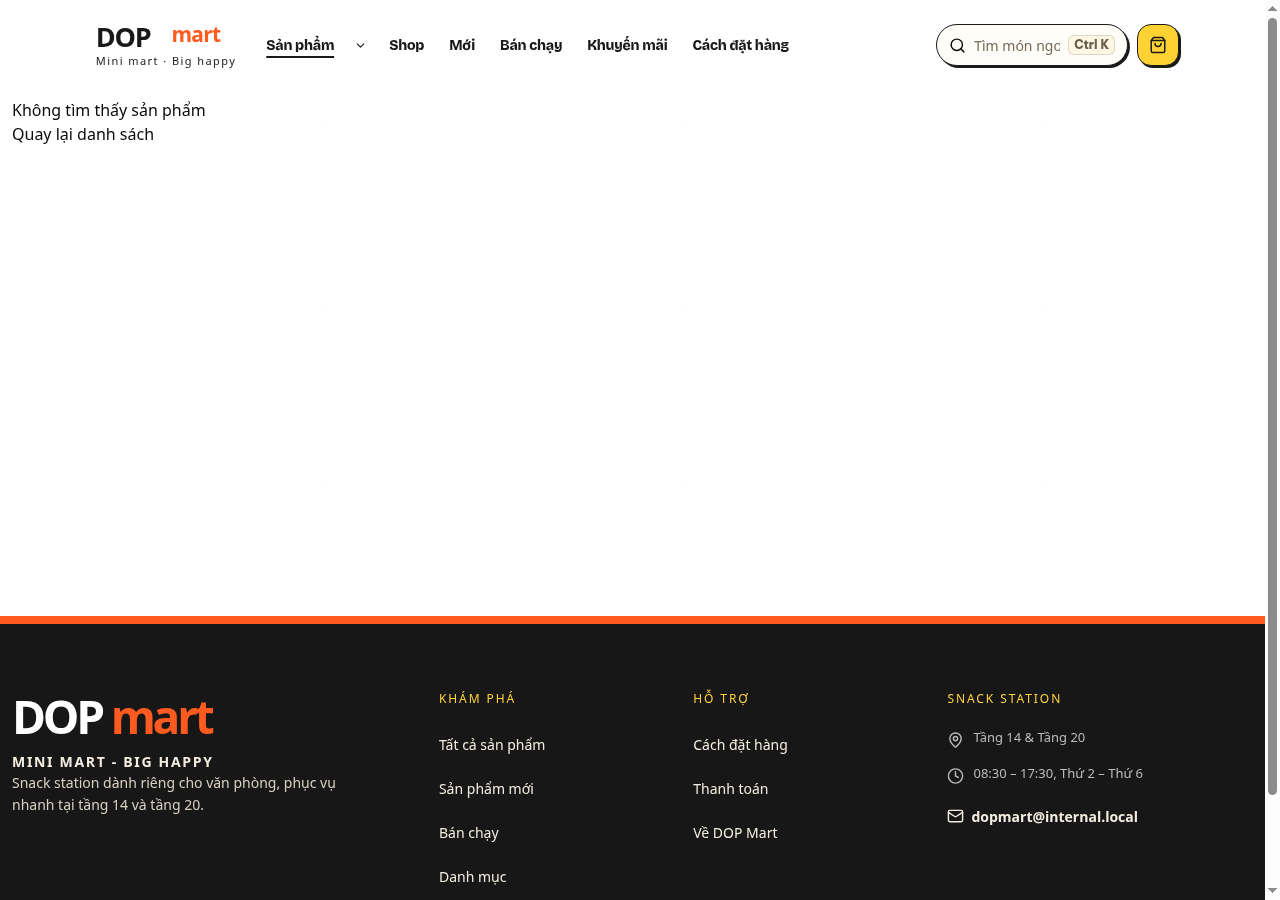 DOP mart
Mini mart · Big happy
Sản phẩm
Shop
Mới
Bán chạy
Khuyến mãi
Cách đặt hàng
Tìm món ngo
Ctrl K
Không tìm thấy sản phẩm
Quay lại danh sách
DOP mart
MINI MART - BIG HAPPY
Snack station dành riêng cho văn phòng, phục vụ
nhanh tại tầng 14 và tầng 20.
KHÁM PHÁ
Tất cả sản phẩm
Sản phẩm mới
Bán chạy
Danh mục
HỖ TRỢ
Cách đặt hàng
Thanh toán
Về DOP Mart
SNACK STATION
Tầng 14 & Tầng 20
08:30 – 17:30, Thứ 2 – Thứ 6
dopmart@internal.local